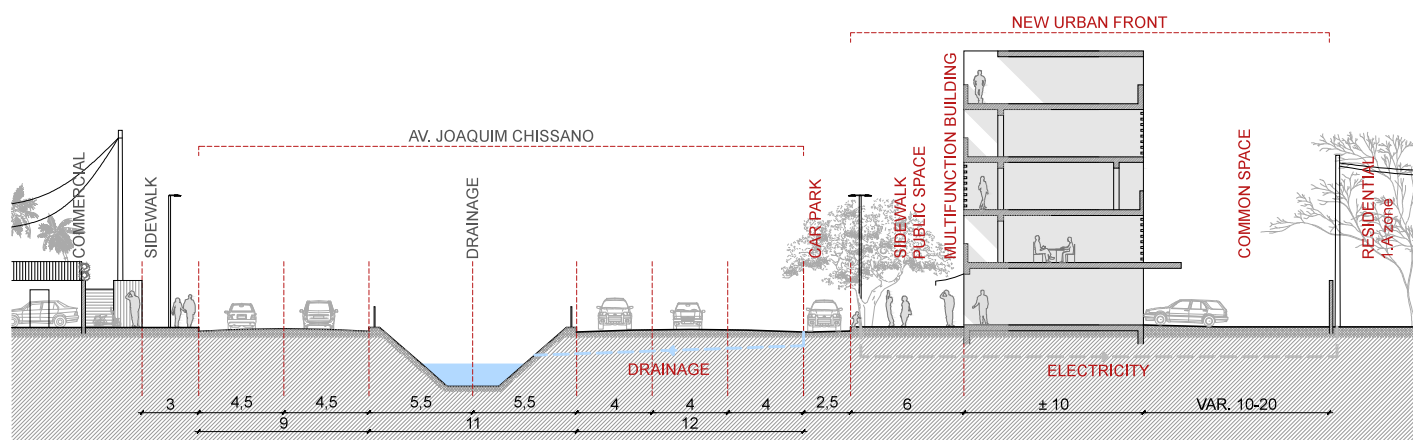 NEW URBAN FRONT
AV. JOAQUIM CHISSANO
COMMERCIAL
SIDEWALK
DRAINAGE
CAR PARK
SIDEWALK
PUBLIC SPACE
MULTIFUNCTION BUILDING
COMMON SPACE
RESIDENTIAL
1.A zone
DRAINAGE
ELECTRICITY
3
4,5
4,5
5,5
5,5
4
4
4
2,5
6
± 10
VAR. 10-20
9
11
12